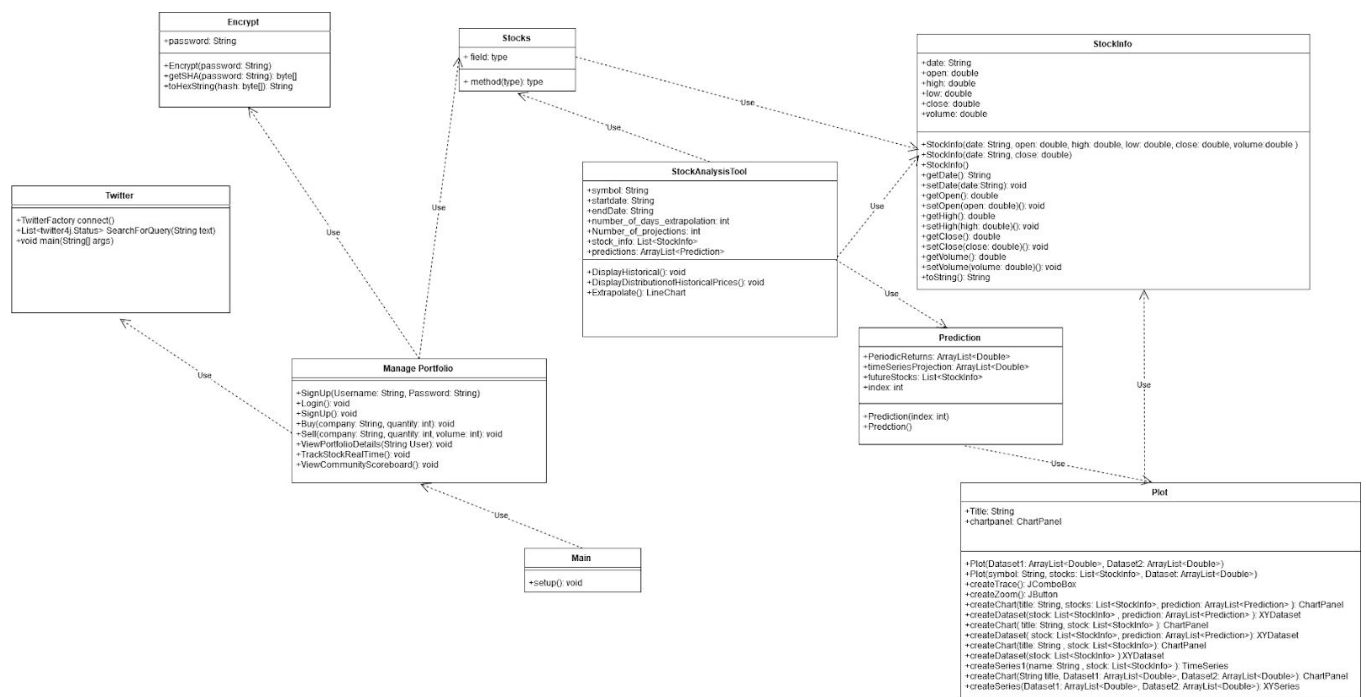 Encrypt
+password: String
+Encrypt(password: String)
+getSHA(password: String): byte[]
+toHexString(hash: byte[]): String
Stocks
+ field: type
+ method(type): type
StockInfo
+date: String
+open: double
+high: double
+low: double
+close: double
+volume: double
+StockInfo(date: String, open: double, high: double, low: double, close: double, volume:double )
+StockInfo(date: String, close: double)
+StockInfo()
+getDate(): String
+setDate(date:String): void
+getOpen(): double
+setOpen(open: double)(): void
+getHigh(): double
+setHigh(high: double)(): void
+getClose(): double
+setClose(close: double)(): void
+getVolume(): double
+setVolume(volume: double)(): void
+toString(): String
Use
Use
StockAnalysisTool
+symbol: String
+startdate: String
+endDate: String
+number_of_days_extrapolation: int
+Number_of_projections: int
+stock_info: List<StockInfo>
+predictions: ArrayList<Prediction>
+DisplayHistorical(): void
+DisplayDistributionofHistoricalPrices(): void
+Extrapolate(): LineChart
Twitter
+TwitterFactory connect()
+List<twitter4j.Status> SearchForQuery(String text)
+void main(String[] args)
Use
Use
Use
Use
Use
Use
Prediction
+PeriodicReturns: ArrayList<Double>
+timeSeriesProjection: ArrayList<Double>
+futureStocks: List<StockInfo>
+index: int
+Prediction(index: int)
+Predction()
Manage Portfolio
+SignUp(Username: String, Password: String)
+Login(): void
+SignUp(): void
+Buy(company: String, quantity: int): void
+Sell(company: String, quantity: int, volume: int): void
+ViewPortfolioDetails(String User): void
+TrackStockRealTime(): void
+ViewCommunityScoreboard(): void
Use
Use
Main
+setup(): void
Plot
+Title: String
+chartpanel: ChartPanel
+Plot(Dataset1: ArrayList<Double>, Dataset2: ArrayList<Double>)
+Plot(symbol: String, stocks: List<StockInfo>, Dataset: ArrayList<Double>)
+createTrace(): JComboBox
+createZoom(): JButton
+createChart(title: String, stocks: List<StockInfo>, prediction: ArrayList<Prediction> ): ChartPanel
+createDataset(stock: List<StockInfo> , prediction: ArrayList<Prediction> ): XYDataset
+createChart( title: String, stock: List<StockInfo> ): ChartPanel
+createDataset( stock: List<StockInfo>, prediction: ArrayList<Prediction>): XYDataset
+createChart(title: String , stock: List<StockInfo>): ChartPanel
+createDataset(stock: List<StockInfo> ):XYDataset
+createSeries1(name: String , stock: List<StockInfo> ): TimeSeries
+createChart(String title, Dataset1: ArrayList<Double>, Dataset2: ArrayList<Double>): ChartPanel
+createSeries(Dataset1: ArrayList<Double>, Dataset2: ArrayList<Double>): XYSeries